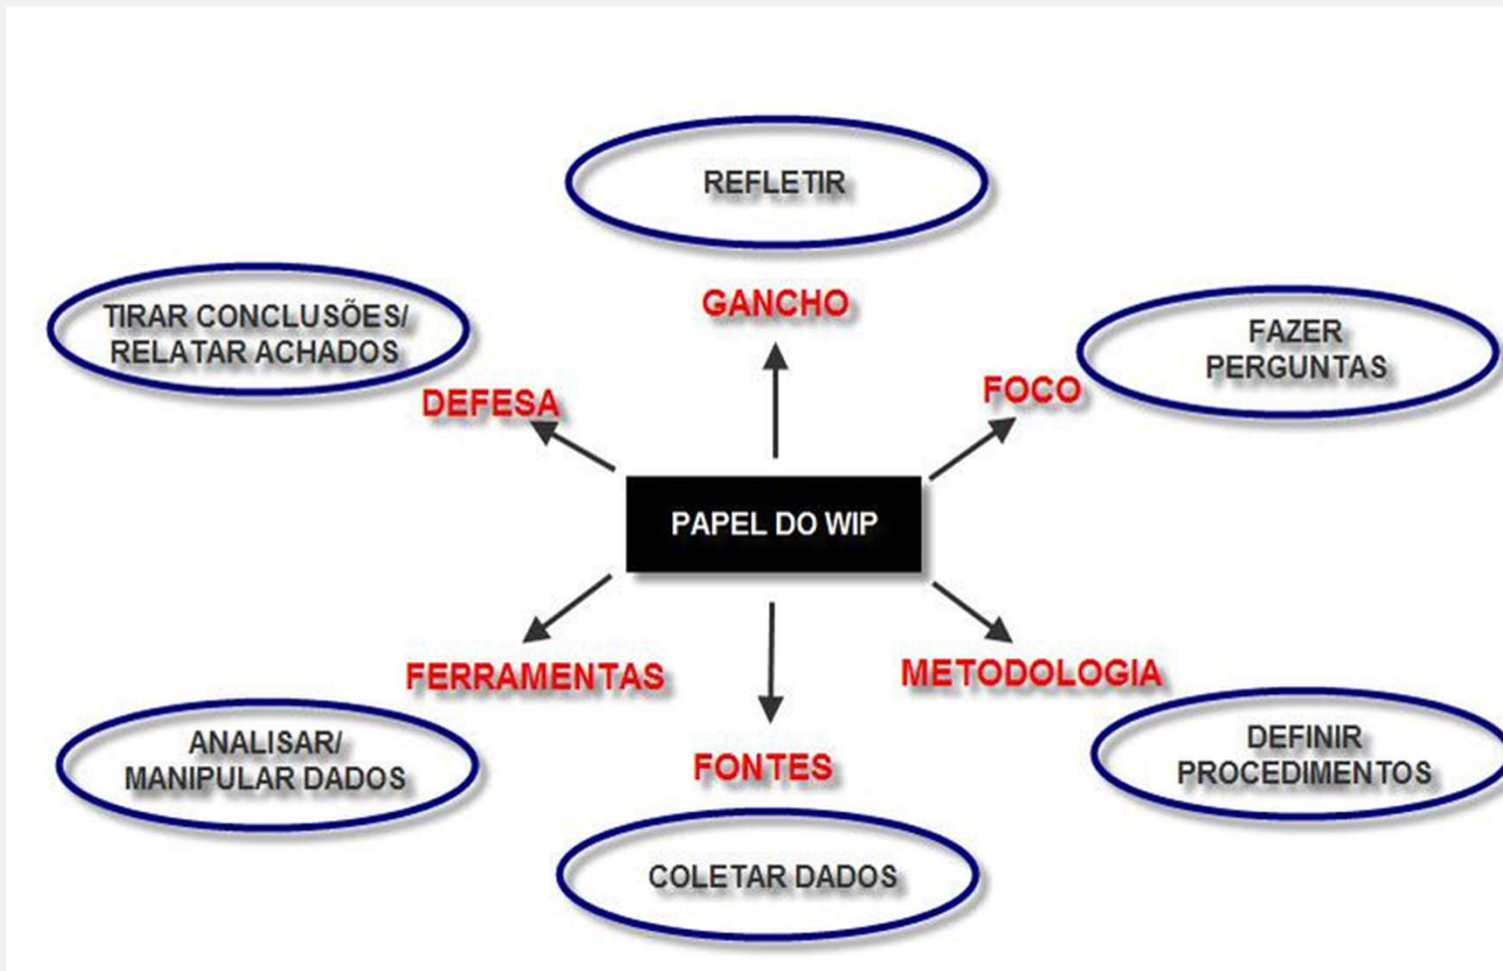 REFLETIR
GANCHO
TIRAR CONCLUSÕES/
RELATAR ACHADOS
DEFESA
FAZER
PERGUNTAS
FOCO
PAPEL DO WIP
FERRAMENTAS
ANALISAR/
MANIPULAR DADOS
METODOLOGIA
DEFINIR
PROCEDIMENTOS
FONTES
COLETAR DADOS